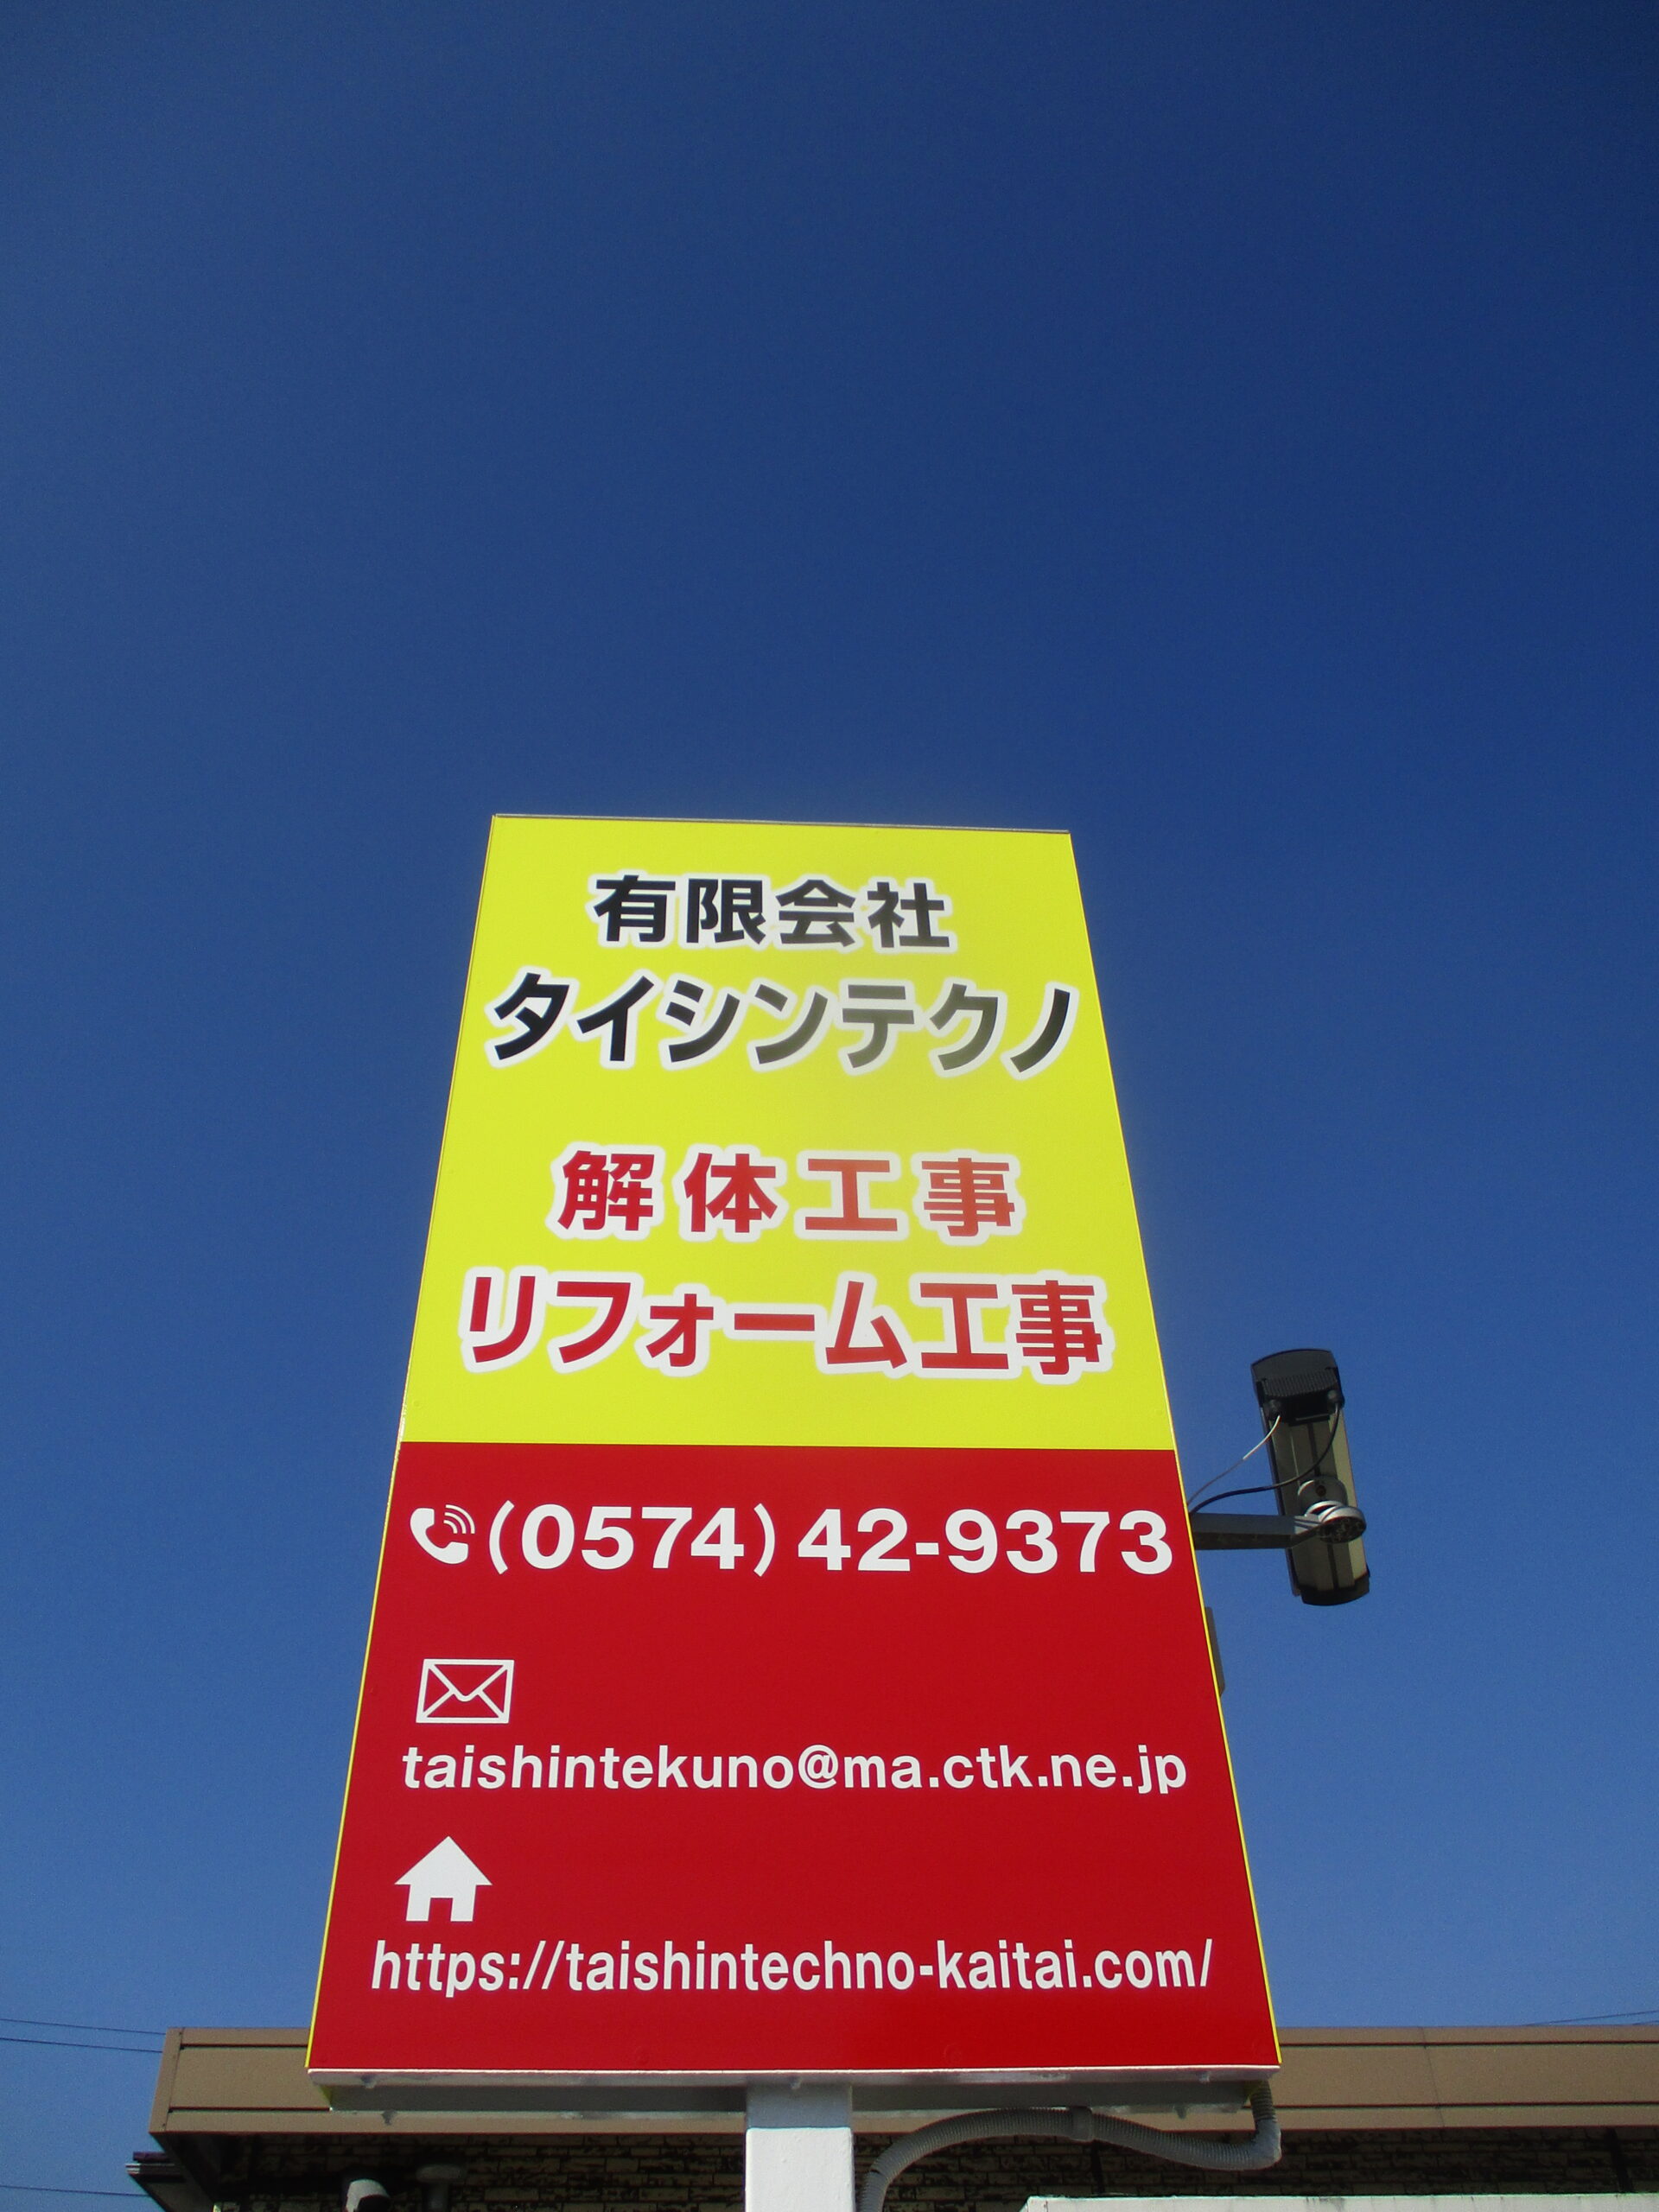 有限会社
タイシンテクノ
解体工事
リフォーム工事
(0574)42-9373
taishintekuno@ma.ctk.ne.jp
https://taishintechno-kaitai.com/